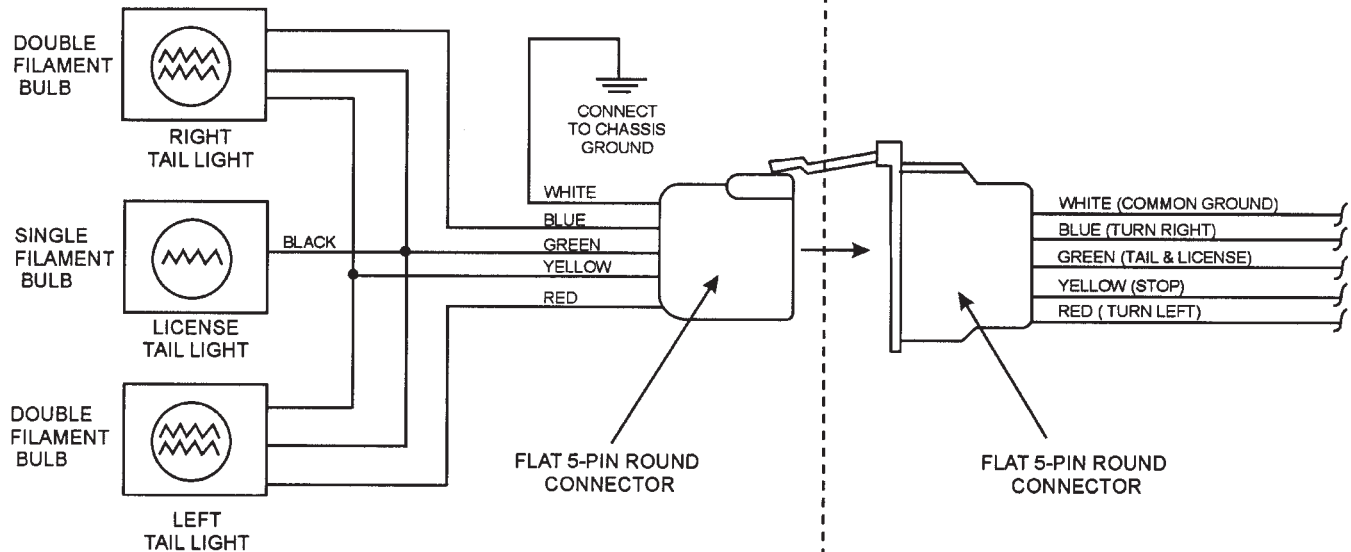 DOUBLE
FILAMENT
BULB
RIGHT
TAIL LIGHT
SINGLE
FILAMENT
BULB
BLACK
LICENSE
TAIL LIGHT
DOUBLE
FILAMENT
BULB
LEFT
TAIL LIGHT
CONNECT
TO CHASSIS
GROUND
WHITE
BLUE
GREEN
YELLOW
RED
FLAT 5-PIN ROUND
CONNECTOR
WHITE (COMMON GROUND)
BLUE (TURN RIGHT)
GREEN (TAIL & LICENSE)
YELLOW (STOP)
RED ( TURN LEFT)
FLAT 5-PIN ROUND
CONNECTOR